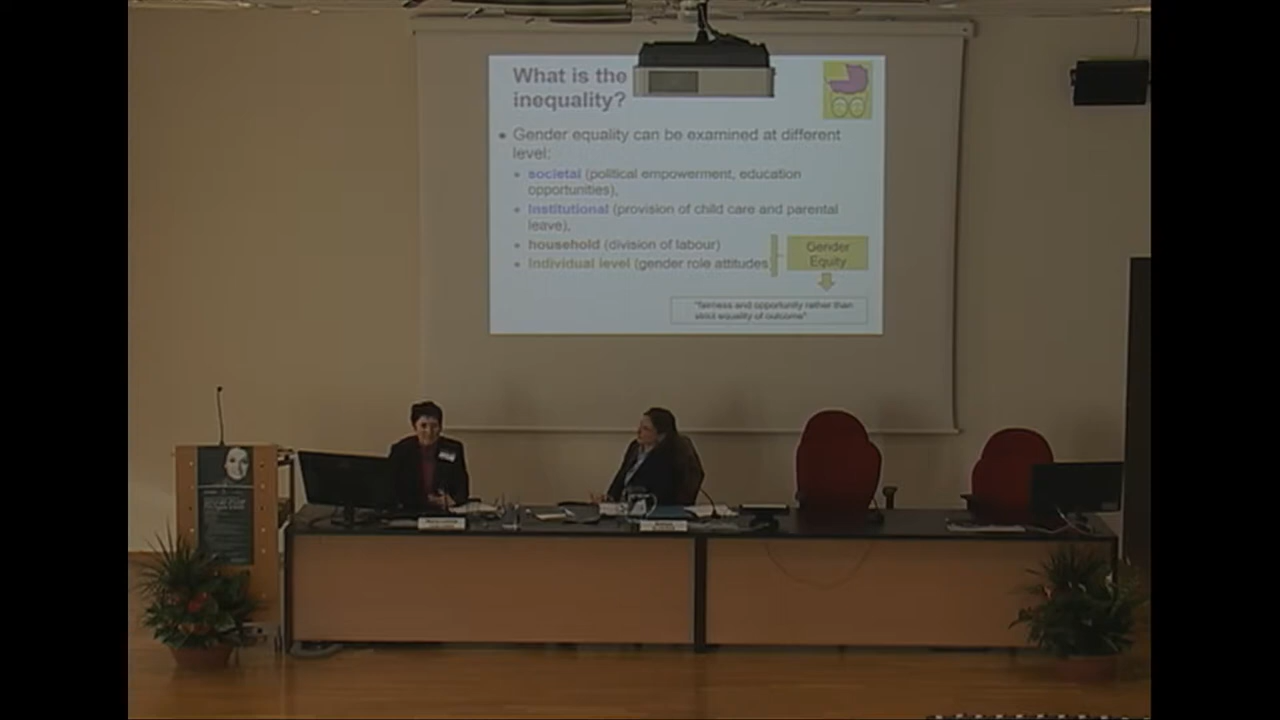 What is the
inequality?
Gender equality can be examined at different
level:
societal (political empowerment, education
opportunities),
Institutional (provision of child care and parental
leave),
household (division of labour)
Individual level (gender role attitudes
Gender
Equity
"fairness and opportunity rather than
strict equality of outcome"